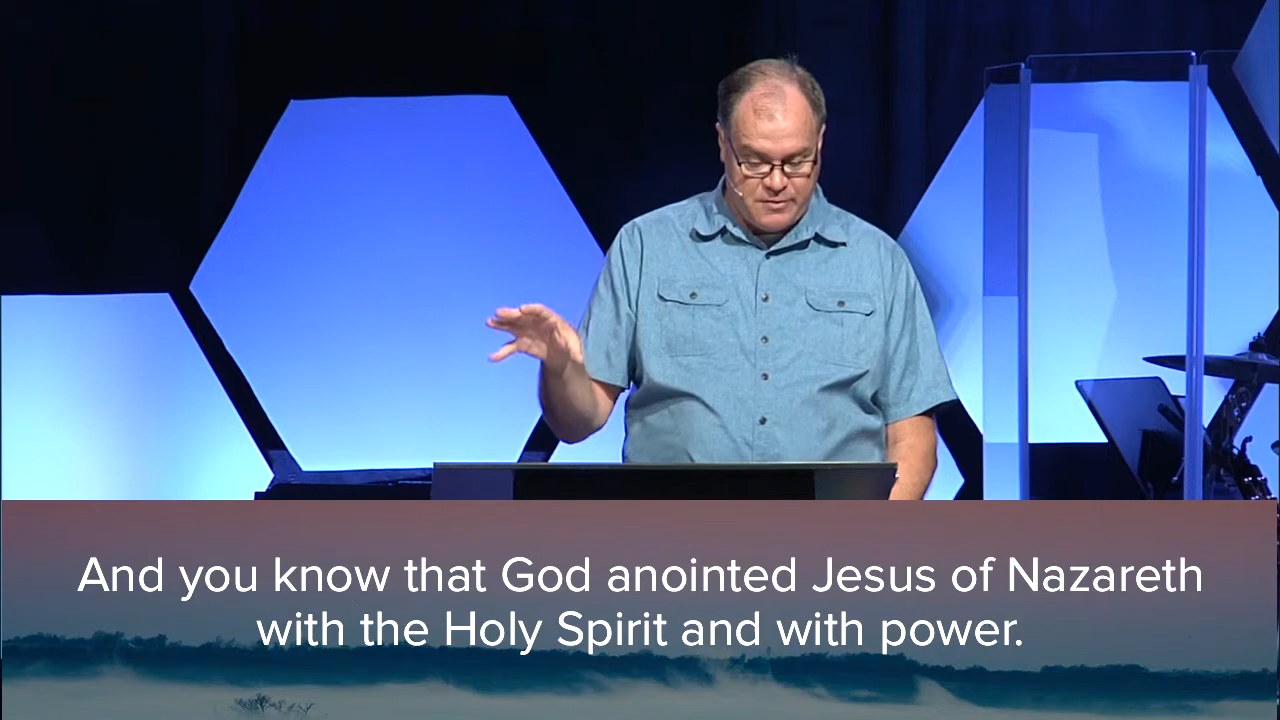 And you know that God anointed Jesus of Nazareth
with the Holy Spirit and with power.